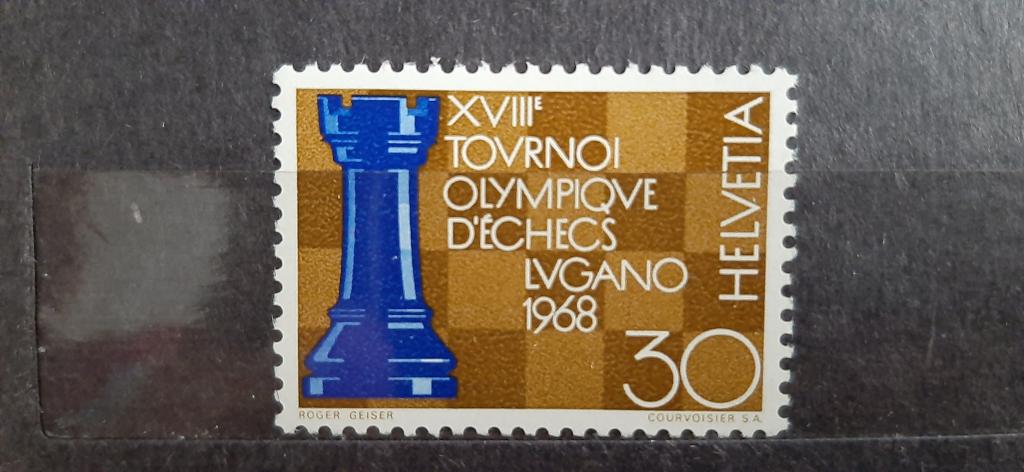 XVIIIᴱ
TOVRNOI
OLYMPIQVE
D'ÉCHECS
LVGANO
1968
HELVETIA
30
ROGER GEISER
COURVOISIER S.A.